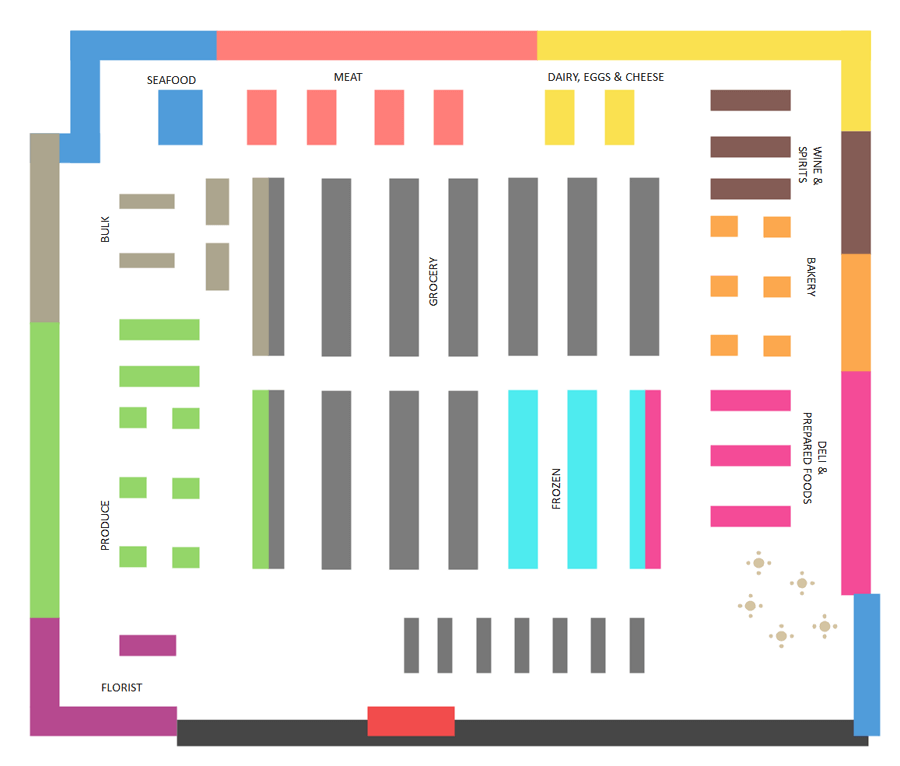 SEAFOOD
MEAT
DAIRY, EGGS & CHEESE
WINE &
SPIRITS
BULK
GROCERY
BAKERY
DELI &
PREPARED FOODS
FROZEN
PRODUCE
FLORIST